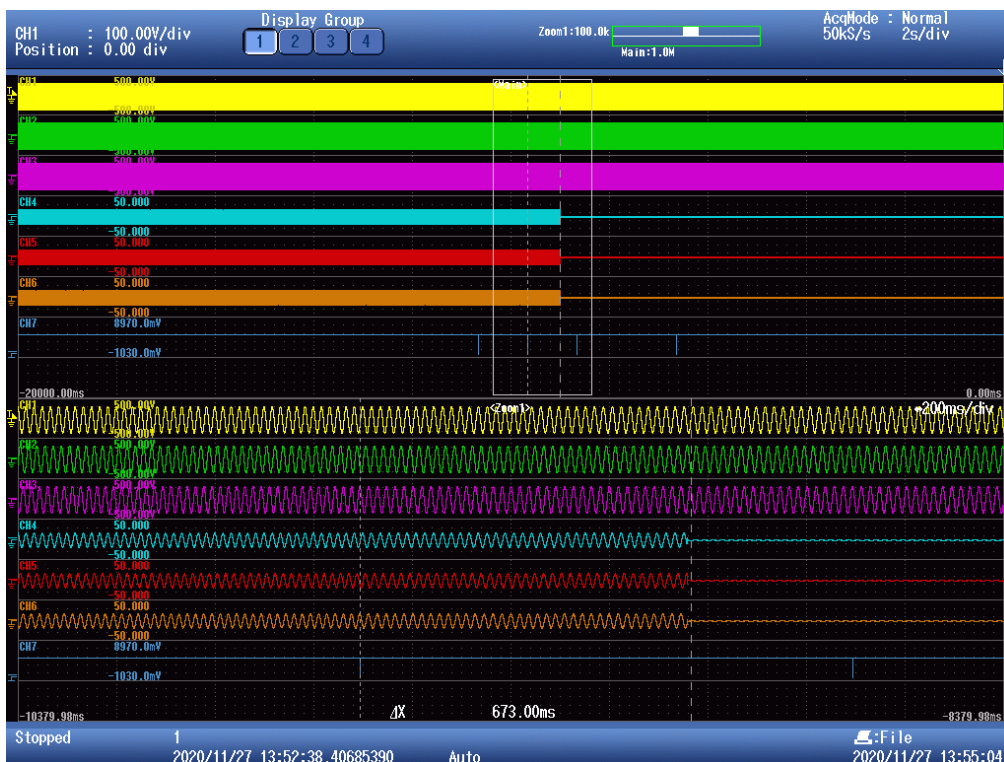 CH1 : 100.00V/div
Position : 0.00 div
Display Group
1 2 3 4
Zoom1:100.0k
Main:1.0M
AcqMode : Normal
50kS/s 2s/div
CH1 500.00V
<Main>
-500.00V
CH2 500.00V
-500.00V
CH3 500.00V
-500.00V
CH4 50.000
-50.000
CH5 50.000
-50.000
CH6 50.000
-50.000
CH7 8970.0mV
-1030.0mV
-20000.00ms 0.00ms
CH1 500.00V
<Zoom1>
200ms/div
-500.00V
CH2 500.00V
-500.00V
CH3 500.00V
-500.00V
CH4 50.000
-50.000
CH5 50.000
-50.000
CH6 50.000
-50.000
CH7 8970.0mV
-1030.0mV
ΔX 673.00ms
-10379.98ms -8379.98ms
Stopped 1
:File
2020/11/27 13:52:38.40685390 Auto 2020/11/27 13:55:04